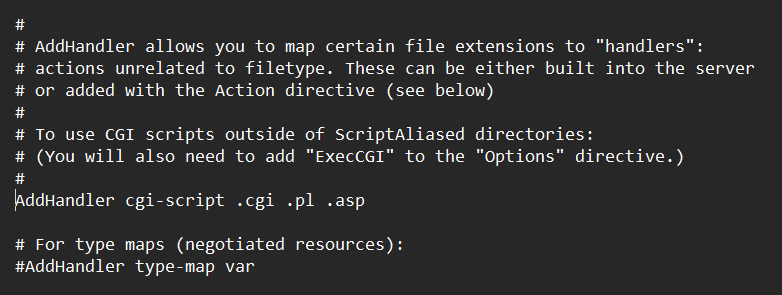 #
# AddHandler allows you to map certain file extensions to "handlers":
# actions unrelated to filetype. These can be either built into the server
# or added with the Action directive (see below)
#
# To use CGI scripts outside of ScriptAliased directories:
# (You will also need to add "ExecCGI" to the "Options" directive.)
#
AddHandler cgi-script .cgi .pl .asp
# For type maps (negotiated resources):
#AddHandler type-map var